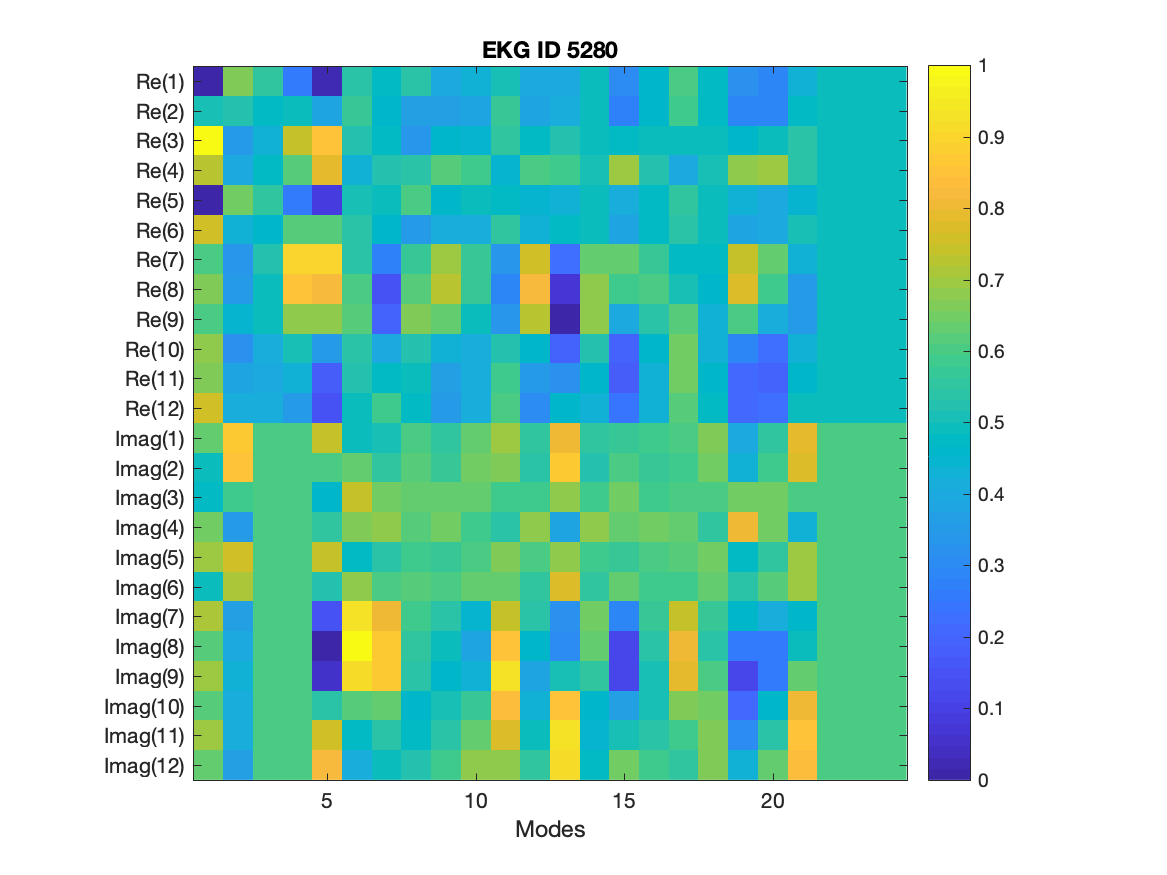 EKG ID 5280
Re(1)
Re(2)
Re(3)
Re(4)
Re(5)
Re(6)
Re(7)
Re(8)
Re(9)
Re(10)
Re(11)
Re(12)
Imag(1)
Imag(2)
Imag(3)
Imag(4)
Imag(5)
Imag(6)
Imag(7)
Imag(8)
Imag(9)
Imag(10)
Imag(11)
Imag(12)
5 10 15 20
Modes
1
0.9
0.8
0.7
0.6
0.5
0.4
0.3
0.2
0.1
0